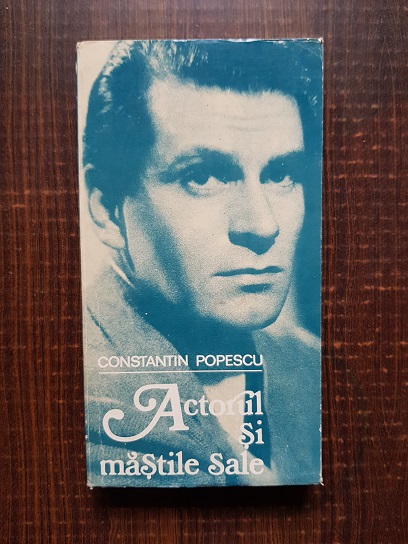 CONSTANTIN POPESCU
Actorul
Și
măȘtile Sale